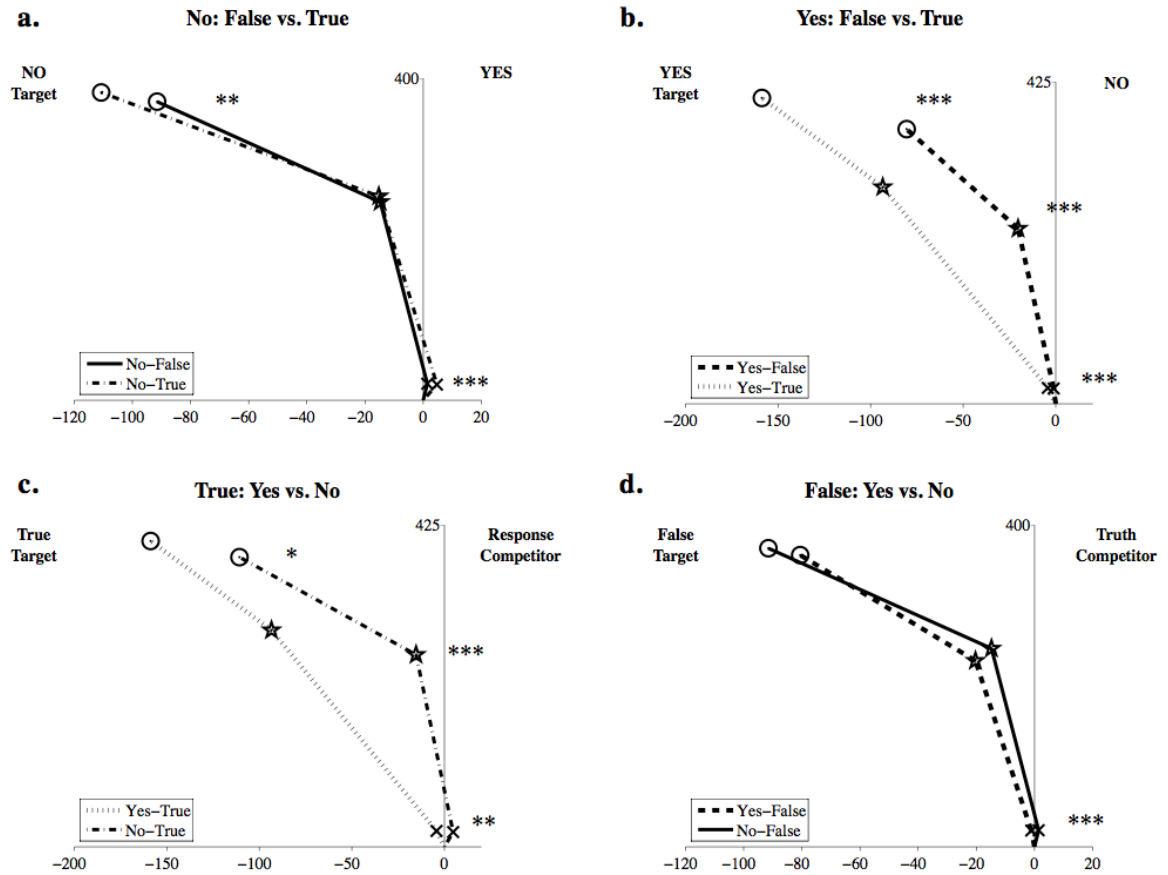 a.
No: False vs. True
NO
Target
400
YES
**
***
No−False
No−True
−120 −100 −80 −60 −40 −20 0 20
b.
Yes: False vs. True
YES
Target
425
NO
***
***
***
Yes−False
Yes−True
−200 −150 −100 −50 0
c.
True: Yes vs. No
True
Target
425
Response
Competitor
*
***
**
Yes−True
No−True
−200 −150 −100 −50 0
d.
False: Yes vs. No
False
Target
400
Truth
Competitor
***
Yes−False
No−False
−120 −100 −80 −60 −40 −20 0 20